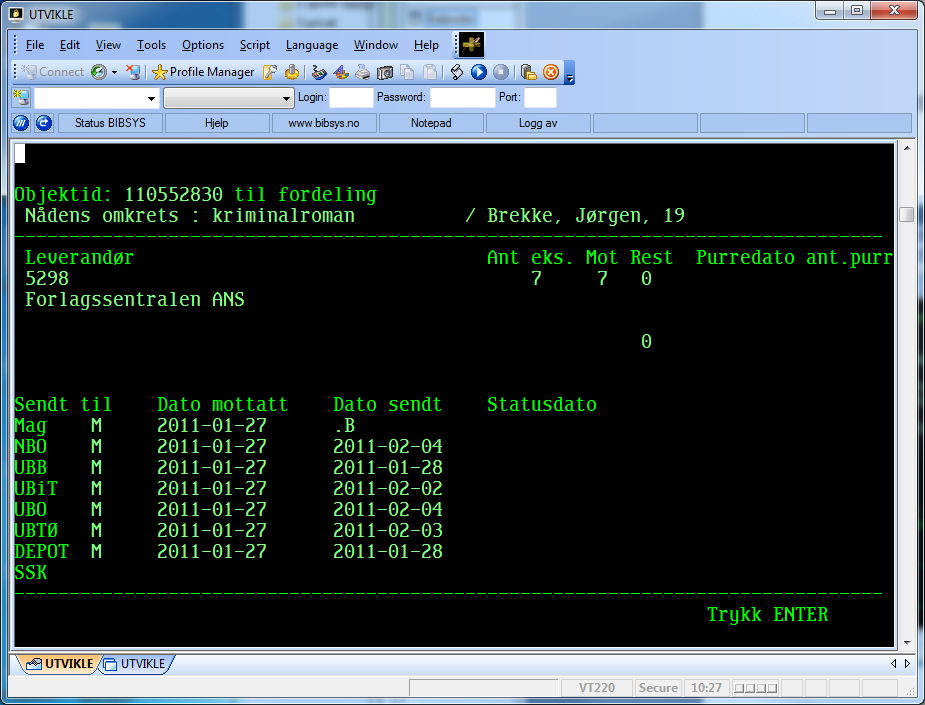 UTVIKLE
File Edit View Tools Options Script Language Window Help
Connect Profile Manager
Login: Password: Port:
Status BIBSYS Hjelp www.bibsys.no Notepad Logg av
Objektid: 110552830 til fordeling
Nådens omkrets : kriminalroman / Brekke, Jørgen, 19
Leverandør Ant eks. Mot Rest Purredato ant.purr
5298 7 7 0
Forlagssentralen ANS
0
Sendt til Dato mottatt Dato sendt Statusdato
Mag M 2011-01-27 .B
NBO M 2011-01-27 2011-02-04
UBB M 2011-01-27 2011-01-28
UBiT M 2011-01-27 2011-02-02
UBO M 2011-01-27 2011-02-04
UBTØ M 2011-01-27 2011-02-03
DEPOT M 2011-01-27 2011-01-28
SSK
Trykk ENTER
UTVIKLE UTVIKLE
VT220 Secure 10:27